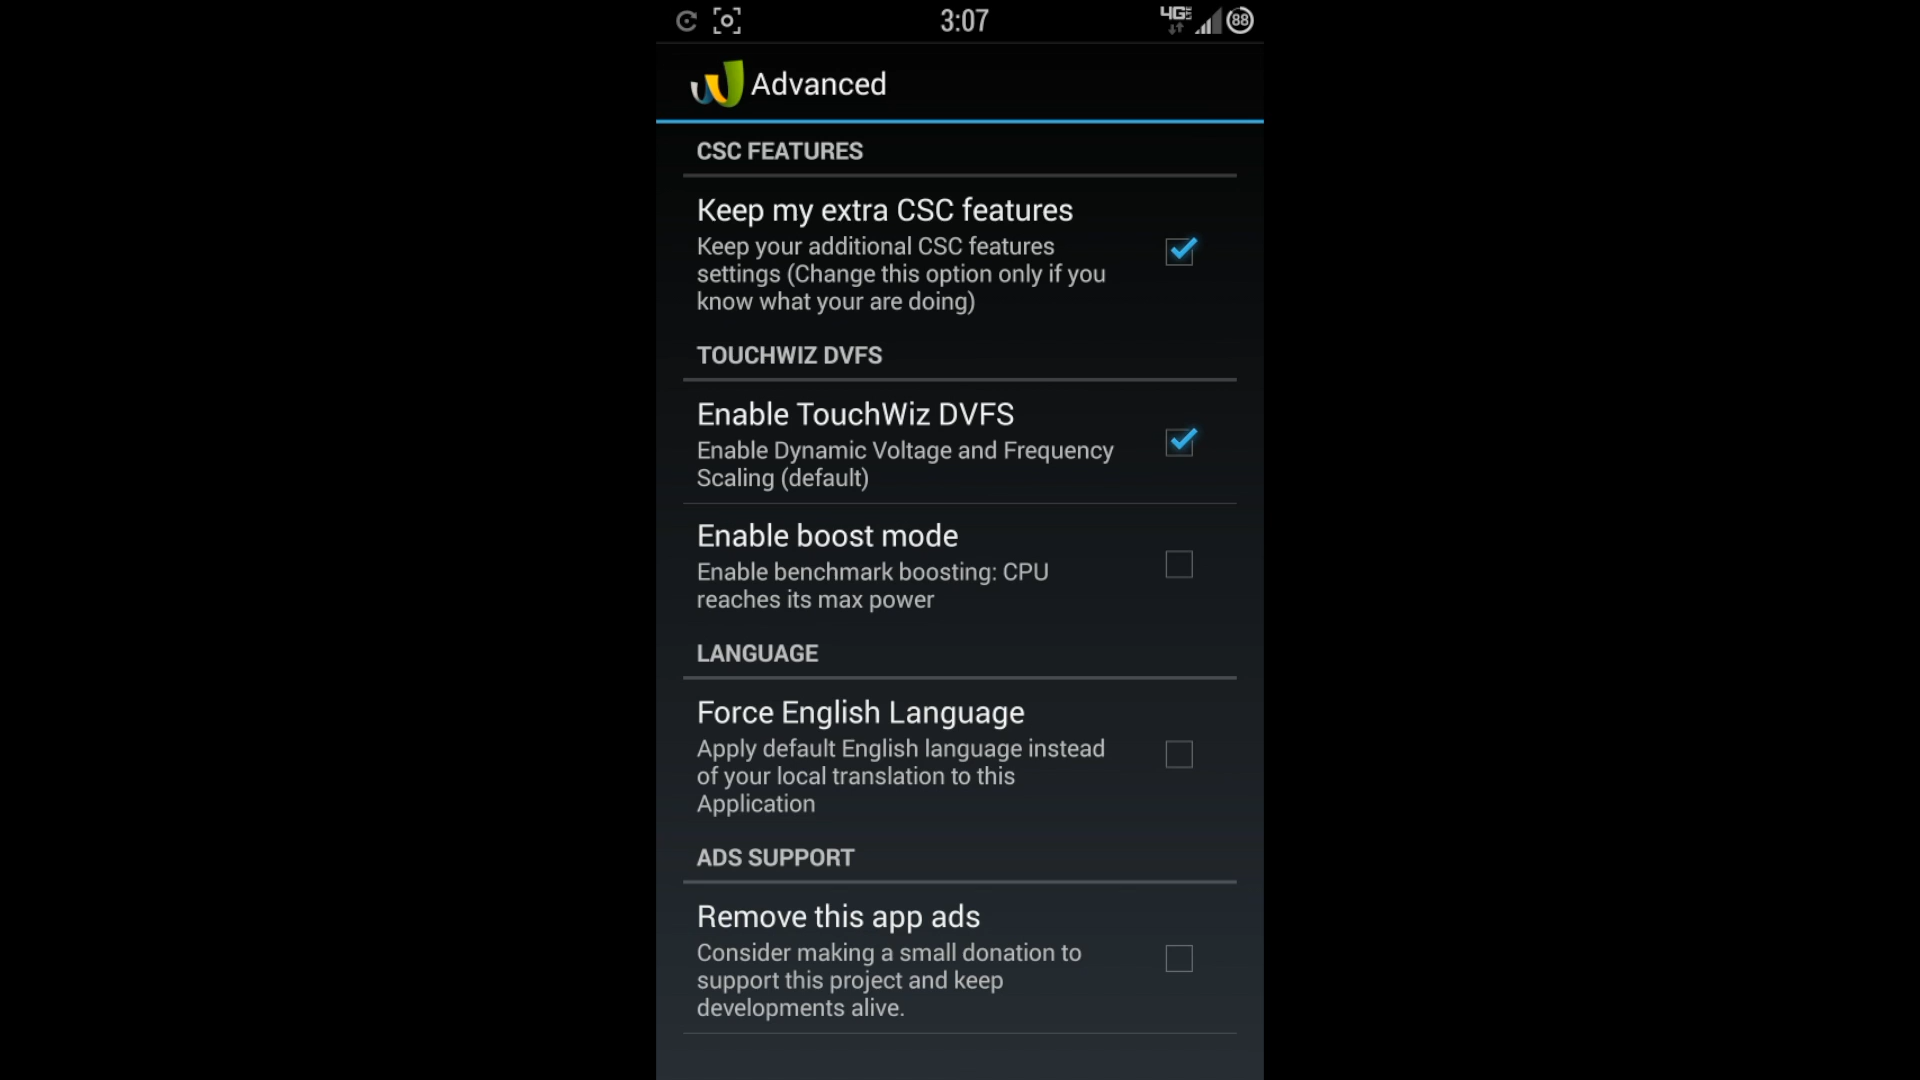 3:07
4G LTE
88
Advanced
CSC FEATURES
Keep my extra CSC features
Keep your additional CSC features
settings (Change this option only if you
know what your are doing)
TOUCHWIZ DVFS
Enable TouchWiz DVFS
Enable Dynamic Voltage and Frequency
Scaling (default)
Enable boost mode
Enable benchmark boosting: CPU
reaches its max power
LANGUAGE
Force English Language
Apply default English language instead
of your local translation to this
Application
ADS SUPPORT
Remove this app ads
Consider making a small donation to
support this project and keep
developments alive.